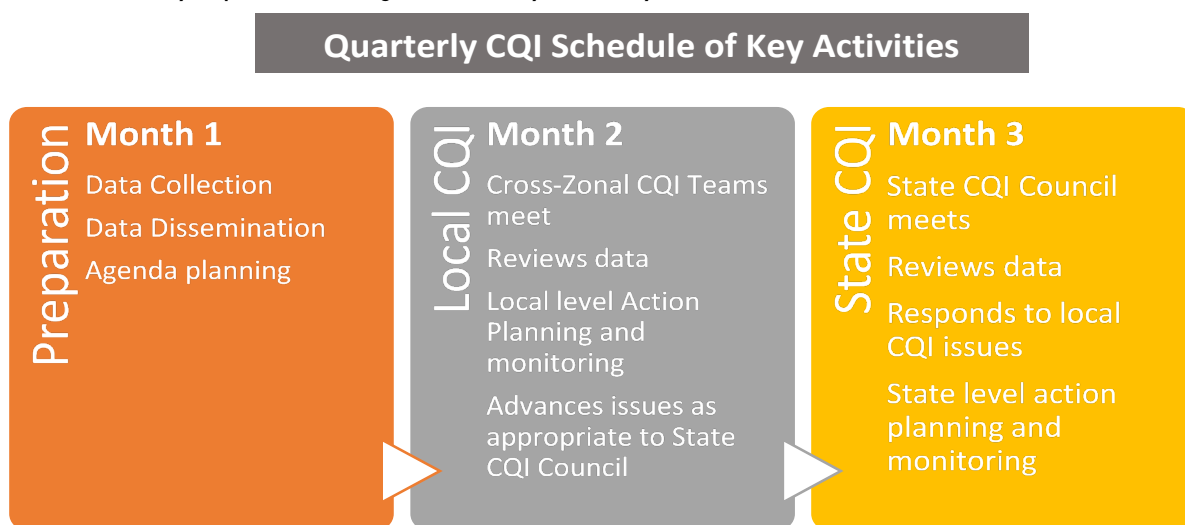 Quarterly CQI Schedule of Key Activities
Preparation
Month 1
Data Collection
Data Dissemination
Agenda planning
Local CQI
Month 2
Cross-Zonal CQI Teams
meet
Reviews data
Local level Action
Planning and
monitoring
Advances issues as
appropriate to State
CQI Council
State CQI
Month 3
State CQI Council
meets
Reviews data
Responds to local
CQI issues
State level action
planning and
monitoring